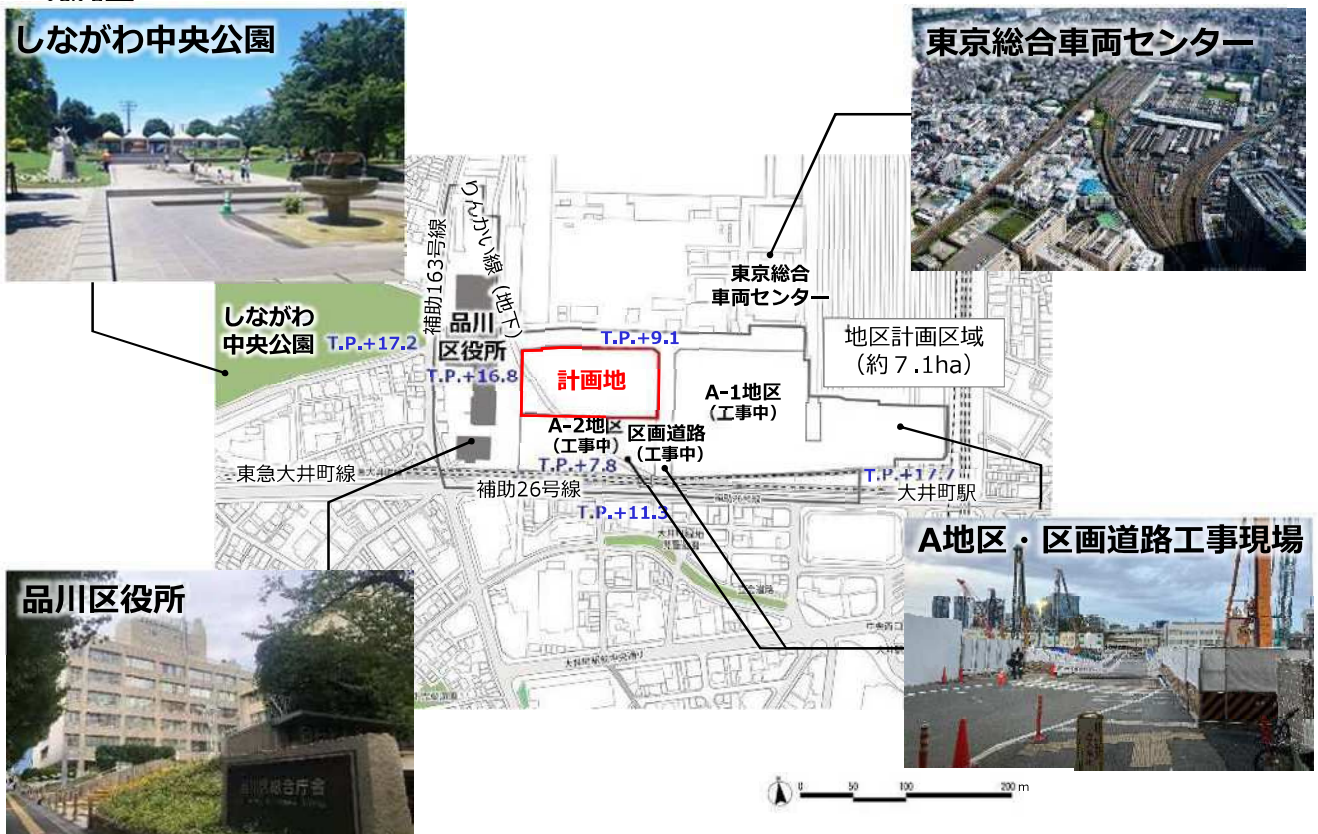 しながわ中央公園
東京総合車両センター
りんかい線（地下）
補助163号線
東京総合
車両センター
しながわ
中央公園
T.P.+17.2
品川
区役所
T.P.+16.8
T.P.+9.1
地区計画区域
（約7.1ha）
計画地
A-1地区
（工事中）
A-2地区
（工事中）
区画道路
（工事中）
T.P.+7.8
東急大井町線
補助26号線
T.P.+17.7
大井町駅
T.P.+11.3
A地区・区画道路工事現場
品川区役所
品川区総合庁舎
0 50 100 200 m